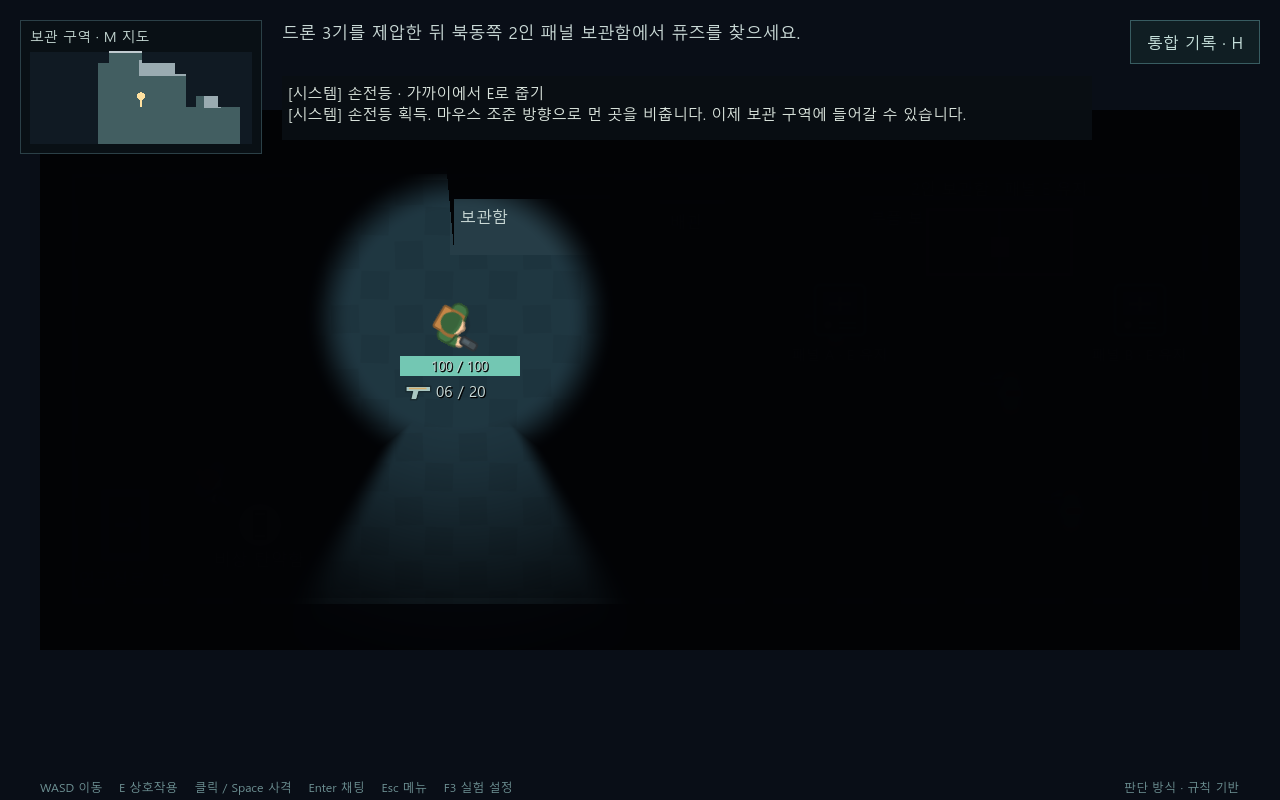 보관 구역 · M 지도
드론 3기를 제압한 뒤 북동쪽 2인 패널 보관함에서 퓨즈를 찾으세요.
통합 기록 · H
[시스템] 손전등 · 가까이에서 E로 줍기
[시스템] 손전등 획득. 마우스 조준 방향으로 먼 곳을 비춥니다. 이제 보관 구역에 들어갈 수 있습니다.
보관함
100 / 100
06 / 20
WASD 이동 E 상호작용 클릭 / Space 사격 Enter 채팅 Esc 메뉴 F3 실험 설정
판단 방식 · 규칙 기반